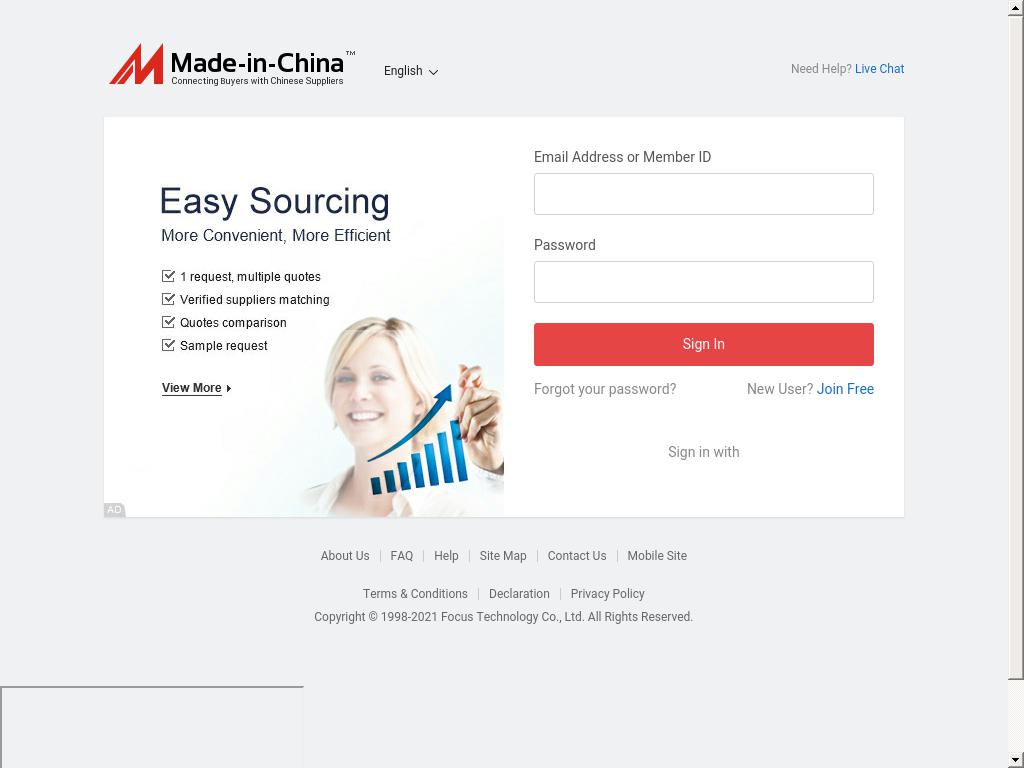 Made-in-China™
Connecting Buyers with Chinese Suppliers
English
Need Help? Live Chat
Easy Sourcing
More Convenient, More Efficient
1 request, multiple quotes
Verified suppliers matching
Quotes comparison
Sample request
View More
AD
Email Address or Member ID
Password
Sign In
Forgot your password?
New User? Join Free
Sign in with
About Us
FAQ
Help
Site Map
Contact Us
Mobile Site
Terms & Conditions
Declaration
Privacy Policy
Copyright © 1998-2021 Focus Technology Co., Ltd. All Rights Reserved.